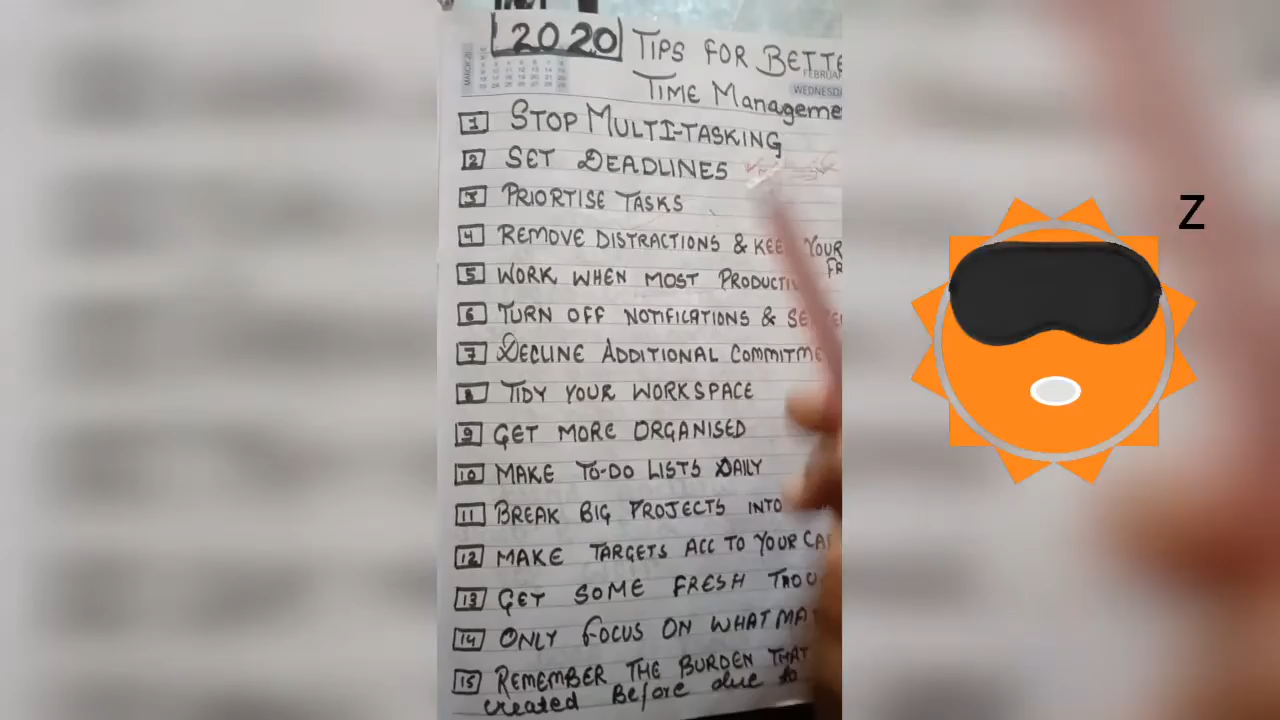 2020 TIPS FOR BETTE
TIME Manageme
FEBRUAR
WEDNESDA
1 STOP MULTI-TASKING
2 SET DEADLINES
3 PRIORTISE TASKS
4 REMOVE DISTRACTIONS & KEE YOUR
5 WORK WHEN MOST PRODUCTIV
6 TURN OFF NOTIFICATIONS &
7 DECLINE ADDITIONAL COMMITME
8 TIDY YOUR WORKSPACE
9 GET MORE ORGANISED
10 MAKE TO-DO LISTS DAILY
11 BREAK BIG PROJECTS INTO
12 MAKE TARGETS ACC TO YOUR
13 GET SOME FRESH
14 ONLY FOCUS ON WHAT
15 REMEMBER THE BURDEN THAT
created Before due to
Z